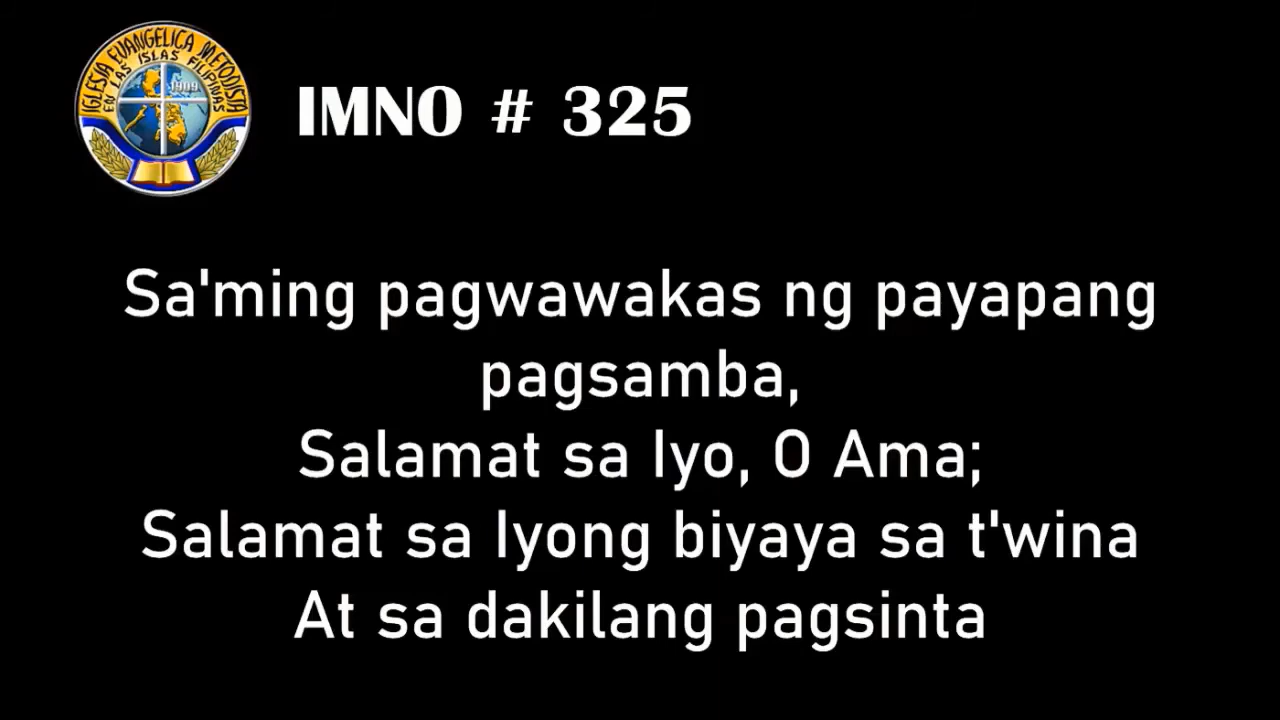 IGLESIA EVANGELICA METODISTA
EN LAS ISLAS FILIPINAS
1909
IMNO # 325
Sa'ming pagwawakas ng payapang
pagsamba,
Salamat sa Iyo, O Ama;
Salamat sa Iyong biyaya sa t'wina
At sa dakilang pagsinta